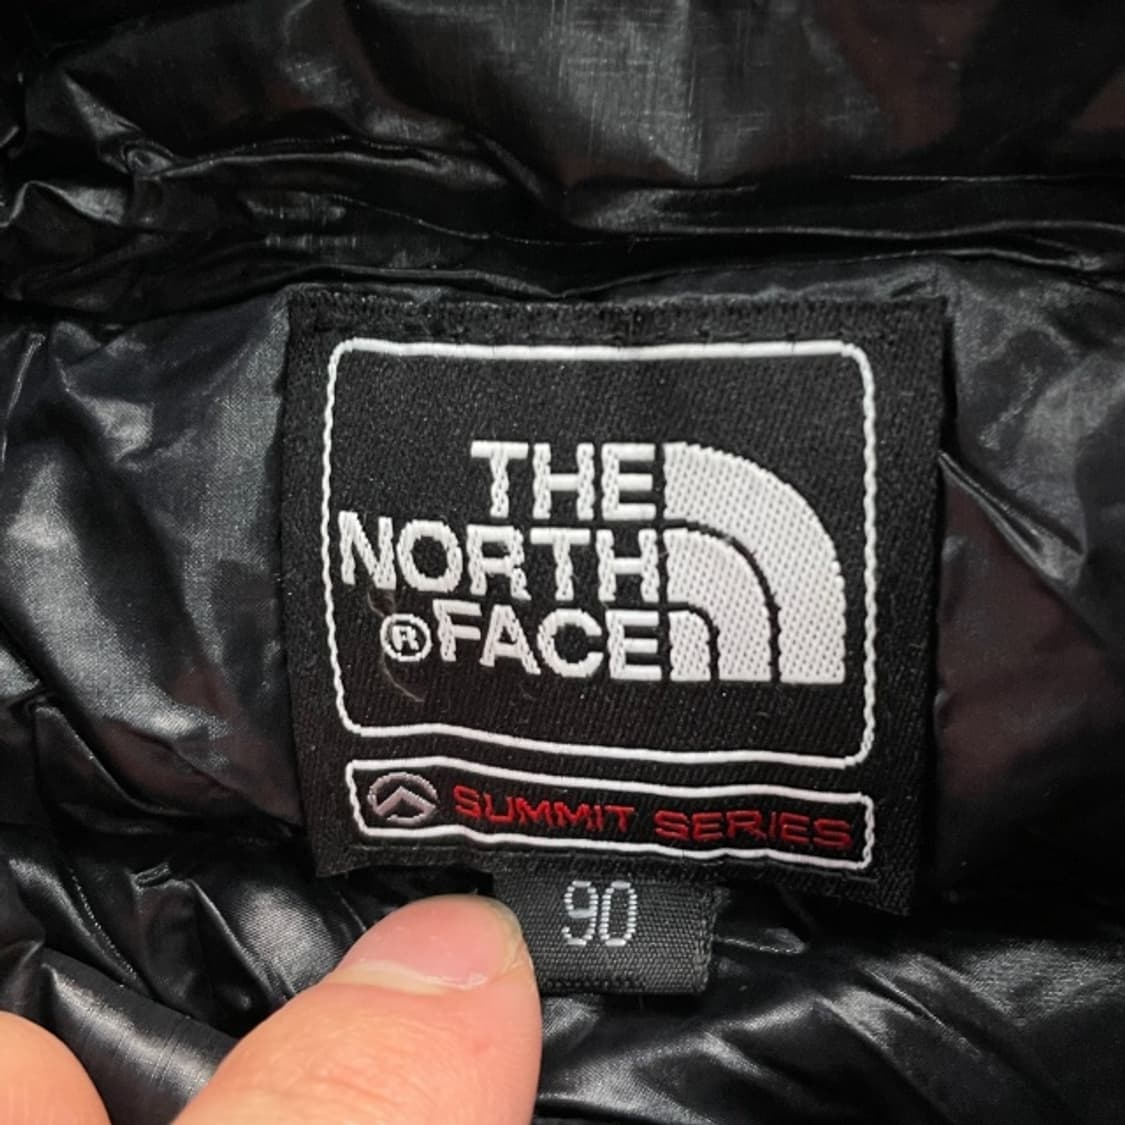 THE
NORTH
®FACE
SUMMIT SERIES
90